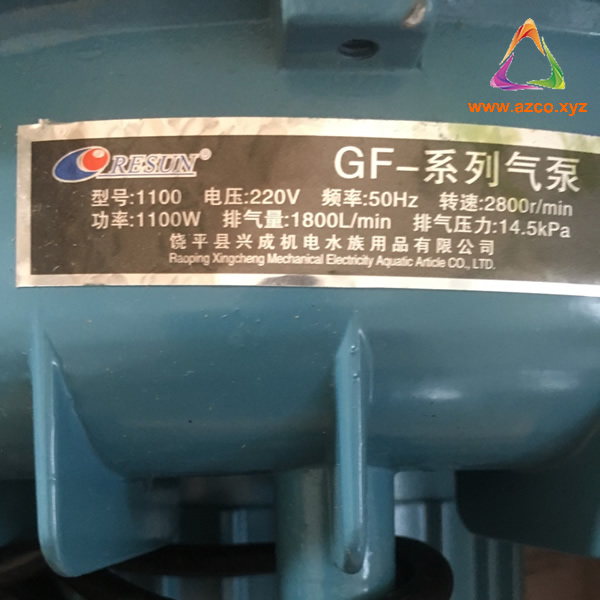 www.azco.xyz
RESUN® GF-系列气泵
型号:1100 电压:220V 频率:50Hz 转速:2800r/min
功率:1100W 排气量:1800L/min 排气压力:14.5kPa
饶平县兴成机电水族用品有限公司
Raoping Xingcheng Mechanical Electricity Aquatic Article CO., LTD.